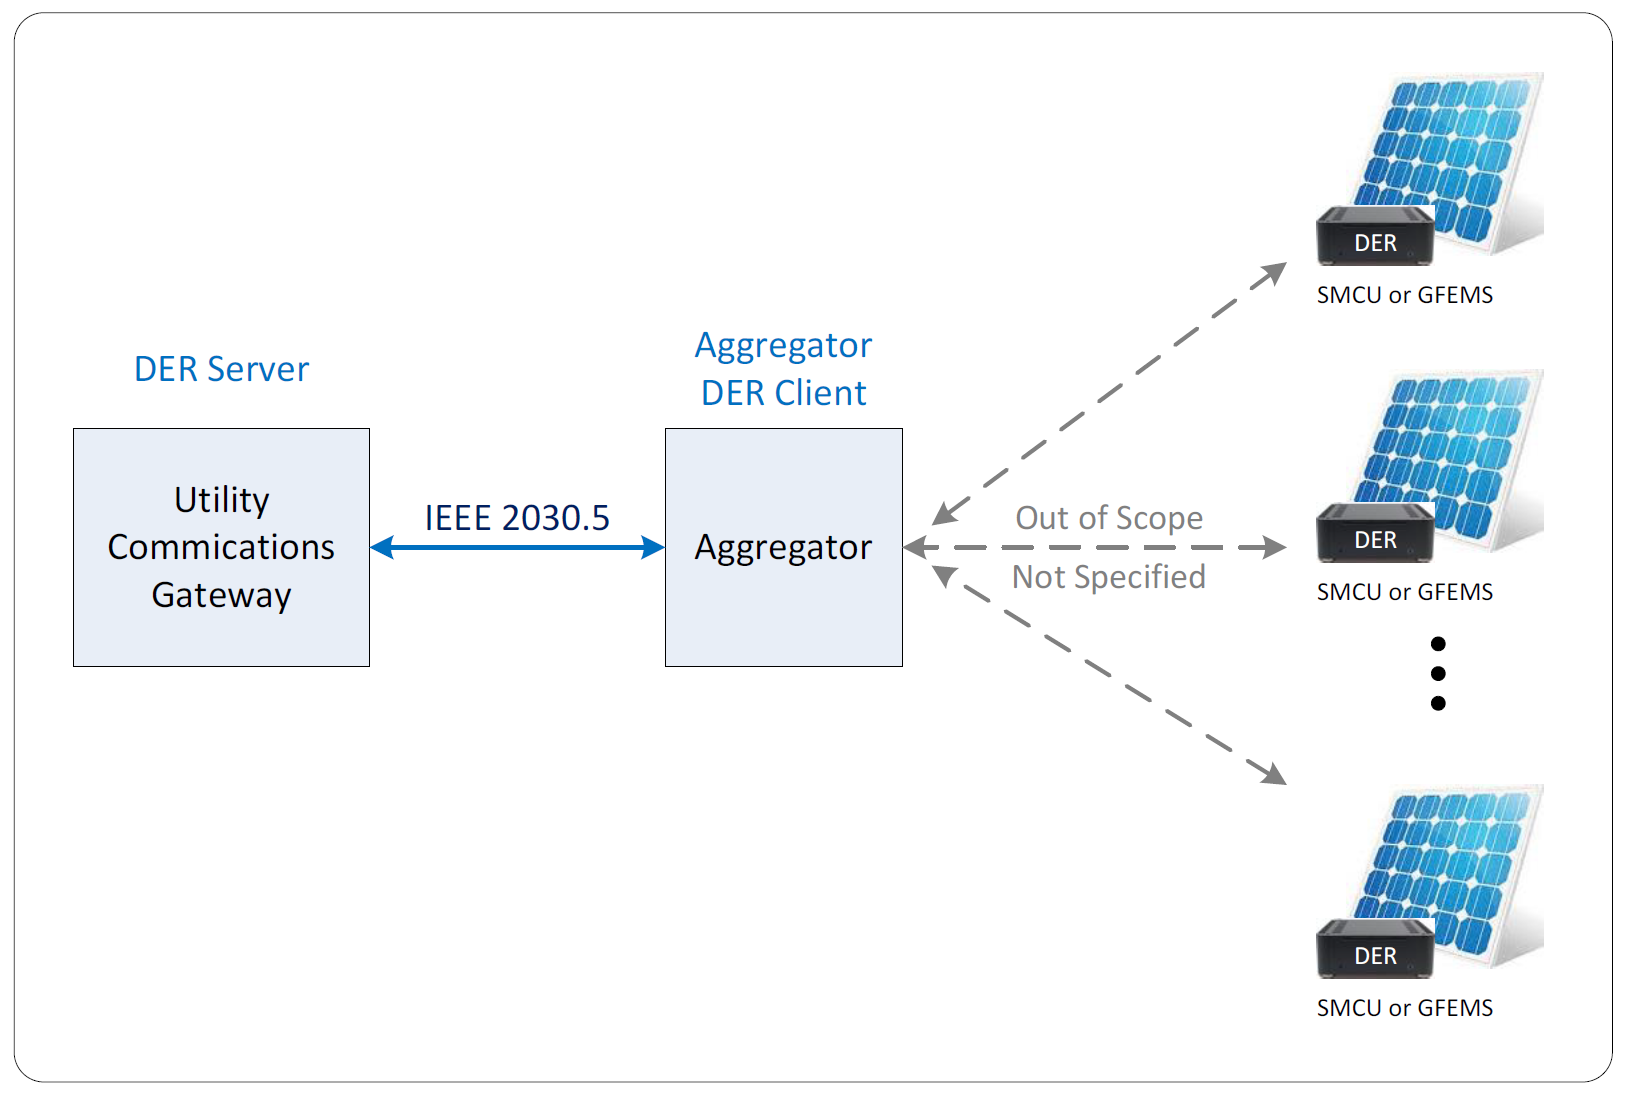 DER Server
Aggregator
DER Client
Utility
Commications
Gateway
IEEE 2030.5
Aggregator
Out of Scope
Not Specified
DER
SMCU or GFEMS
DER
SMCU or GFEMS
DER
SMCU or GFEMS